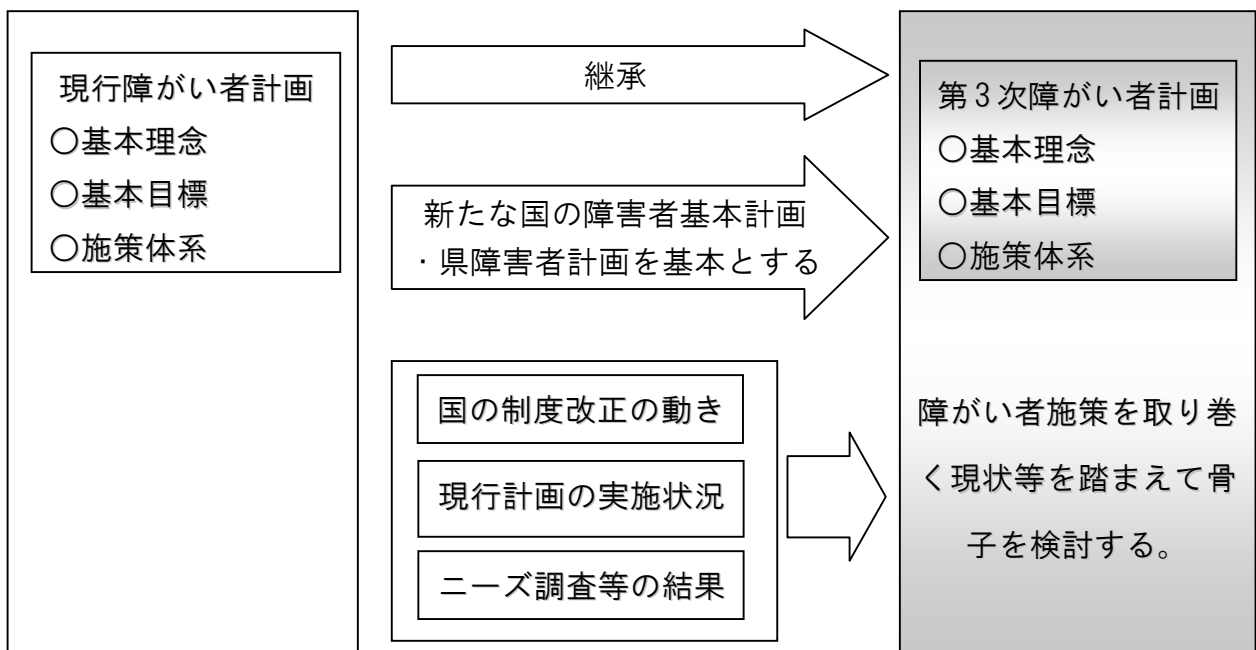 現行障がい者計画
○基本理念
○基本目標
○施策体系
継承
新たな国の障害者基本計画
・県障害者計画を基本とする
国の制度改正の動き
現行計画の実施状況
ニーズ調査等の結果
第3次障がい者計画
○基本理念
○基本目標
○施策体系
障がい者施策を取り巻
く現状等を踏まえて骨
子を検討する。